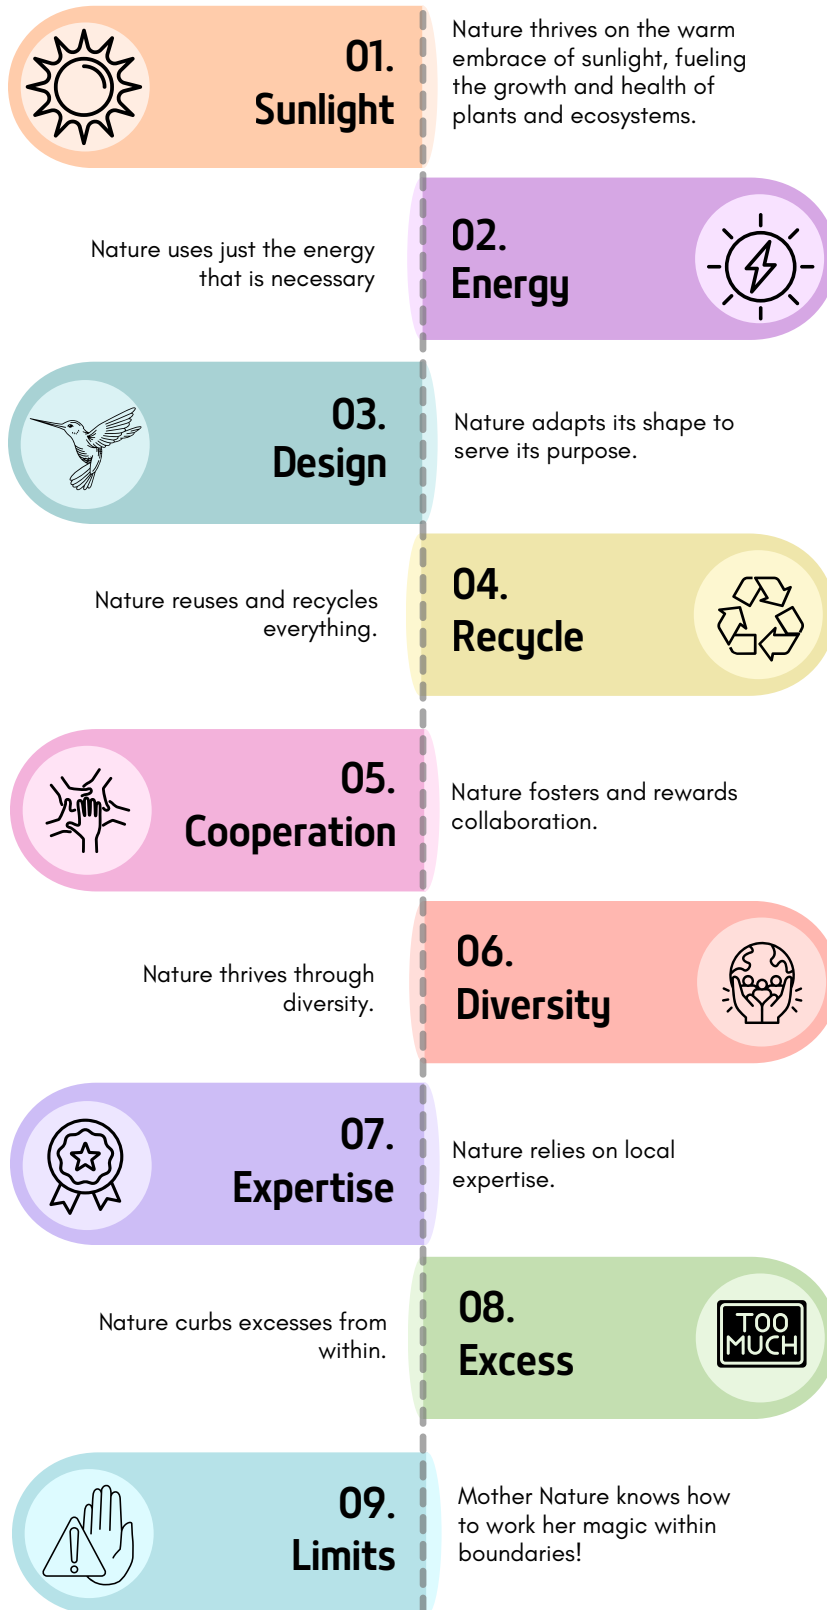 01.
Sunlight
Nature thrives on the warm
embrace of sunlight, fueling
the growth and health of
plants and ecosystems.
02.
Energy
Nature uses just the energy
that is necessary
03.
Design
Nature adapts its shape to
serve its purpose.
04.
Recycle
Nature reuses and recycles
everything.
05.
Cooperation
Nature fosters and rewards
collaboration.
06.
Diversity
Nature thrives through
diversity.
07.
Expertise
Nature relies on local
expertise.
08.
Excess
TOO
MUCH
Nature curbs excesses from
within.
09.
Limits
Mother Nature knows how
to work her magic within
boundaries!